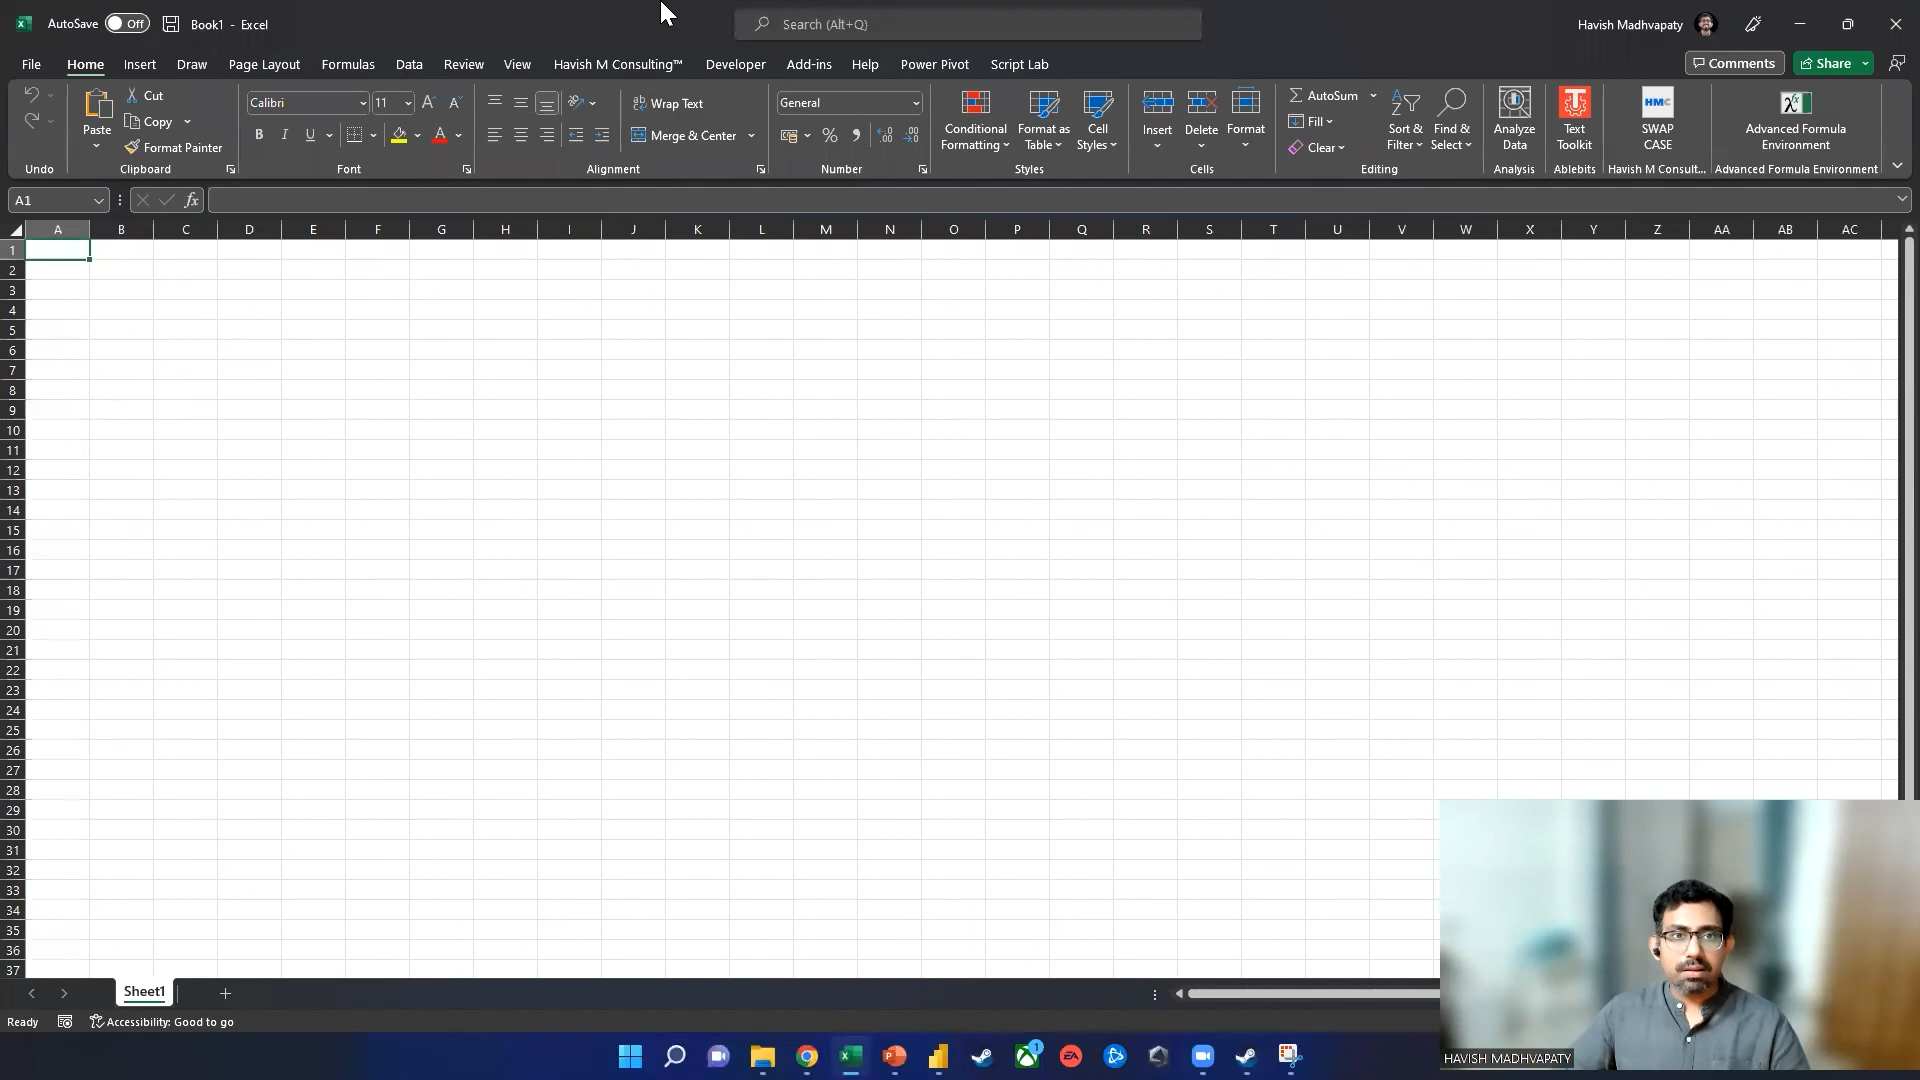 AutoSave Off Book1 - Excel Search (Alt+Q) Havish Madhvapaty
File Home Insert Draw Page Layout Formulas Data Review View Havish M Consulting™ Developer Add-ins Help Power Pivot Script Lab Comments Share
Paste Cut Copy Format Painter
Calibri 11 B I U
Wrap Text Merge & Center
General
Conditional Formatting Format as Table Cell Styles
Insert Delete Format
AutoSum Fill Clear Sort & Filter Find & Select
Analyze Data
Text Toolkit
HMC SWAP CASE
Advanced Formula Environment
Undo Clipboard Font Alignment Number Styles Cells Editing Analysis Ablebits Havish M Consult... Advanced Formula Environment
A1 fx
A B C D E F G H I J K L M N O P Q R S T U V W X Y Z AA AB AC
1
2
3
4
5
6
7
8
9
10
11
12
13
14
15
16
17
18
19
20
21
22
23
24
25
26
27
28
29
30
31
32
33
34
35
36
37
Sheet1
Ready Accessibility: Good to go
HAVISH MADHVAPATY